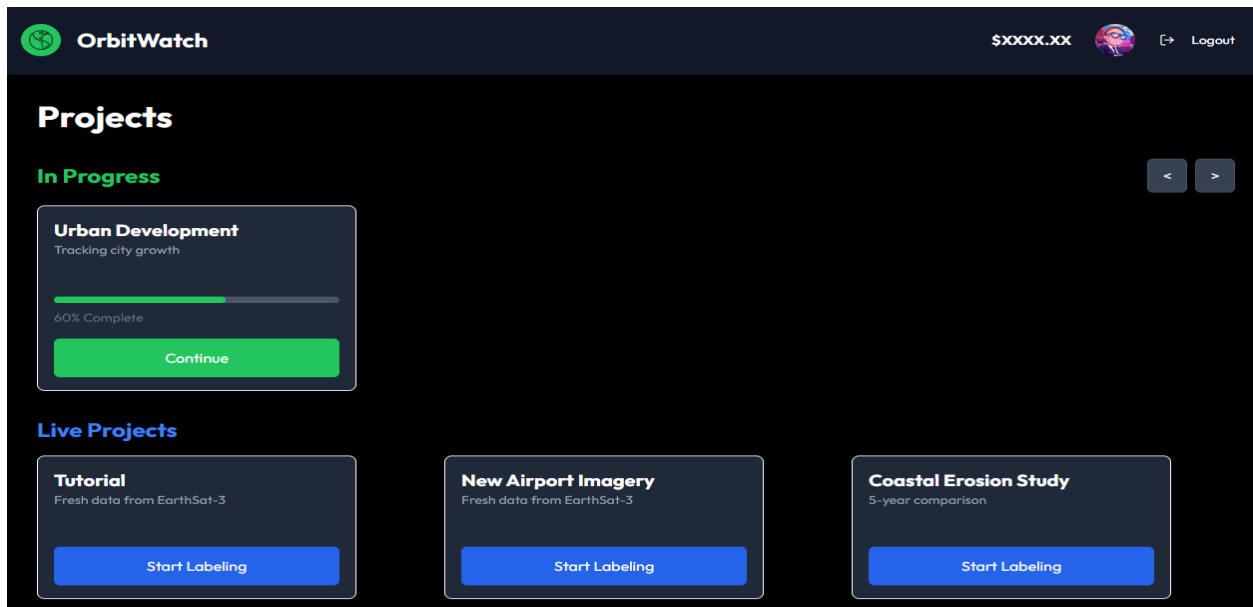 OrbitWatch
$XXXX.XX
Logout
Projects
In Progress
<
>
Urban Development
Tracking city growth
60% Complete
Continue
Live Projects
Tutorial
Fresh data from EarthSat-3
Start Labeling
New Airport Imagery
Fresh data from EarthSat-3
Start Labeling
Coastal Erosion Study
5-year comparison
Start Labeling